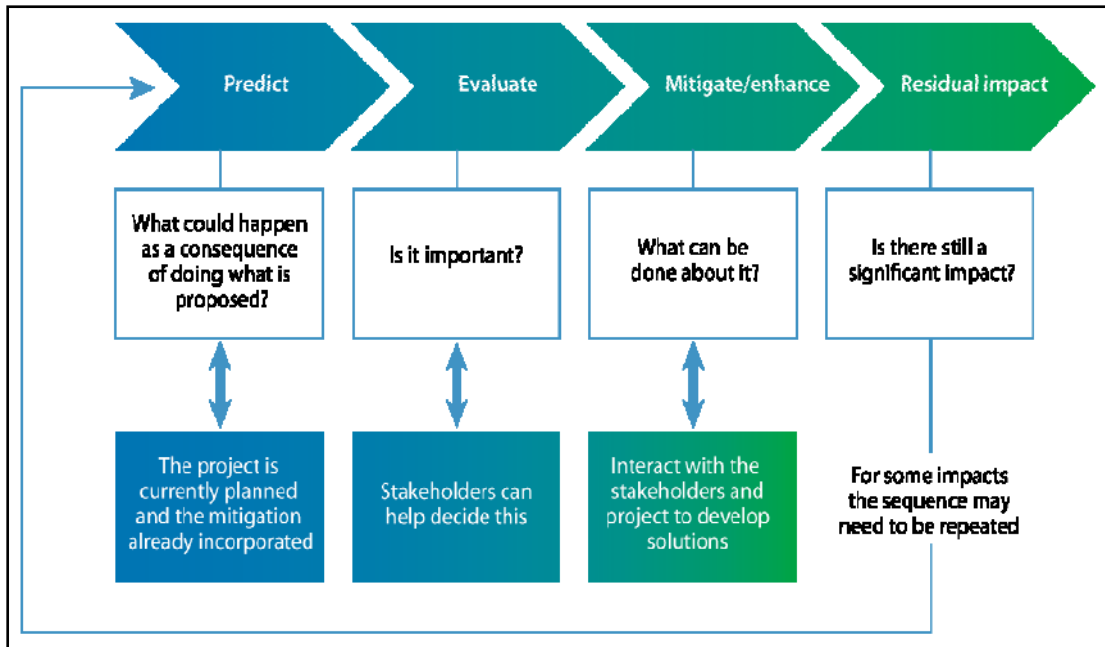 Predict
Evaluate
Mitigate/enhance
Residual impact
What could happen
as a consequence
of doing what is
proposed?
Is it important?
What can be
done about it?
Is there still a
significant impact?
The project is
currently planned
and the mitigation
already incorporated
Stakeholders can
help decide this
Interact with the
stakeholders and
project to develop
solutions
For some impacts
the sequence may
need to be repeated